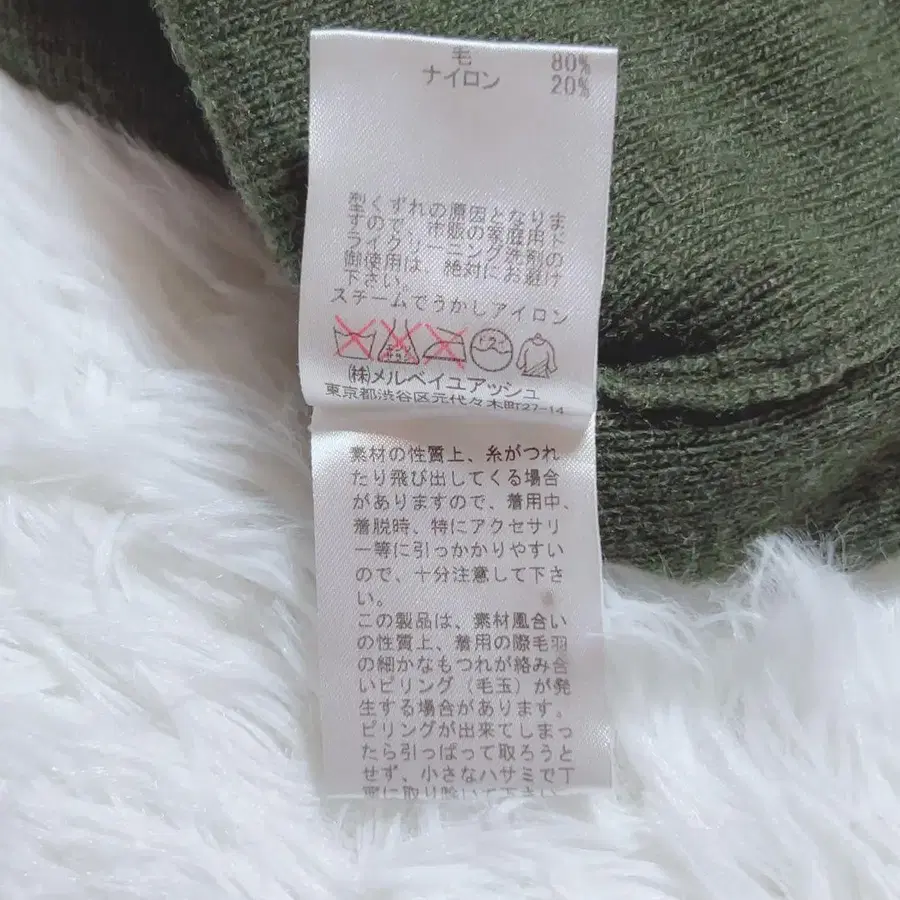 毛 80%
ナイロン 20%
型くずれの原因となりま
すので、市販の家庭用ド
ライクリーニング洗剤の
御使用は、絶対にお避け
下さい。
スチームでうかしアイロン
㈱メルベイユアッシュ
東京都渋谷区元代々木町27-14
素材の性質上、糸がつれ
たり飛び出してくる場合
がありますので、着用中、
着脱時、特にアクセサリ
ー等に引っかかりやすい
ので、十分注意して下さ
い。
この製品は、素材風合い
の性質上、着用の際毛羽
の細かなもつれが絡み合
いピリング（毛玉）が発
生する場合があります。
ピリングが出来てしまっ
たら引っぱって取ろうと
せず、小さなハサミで丁
寧に取り除いて下さい。